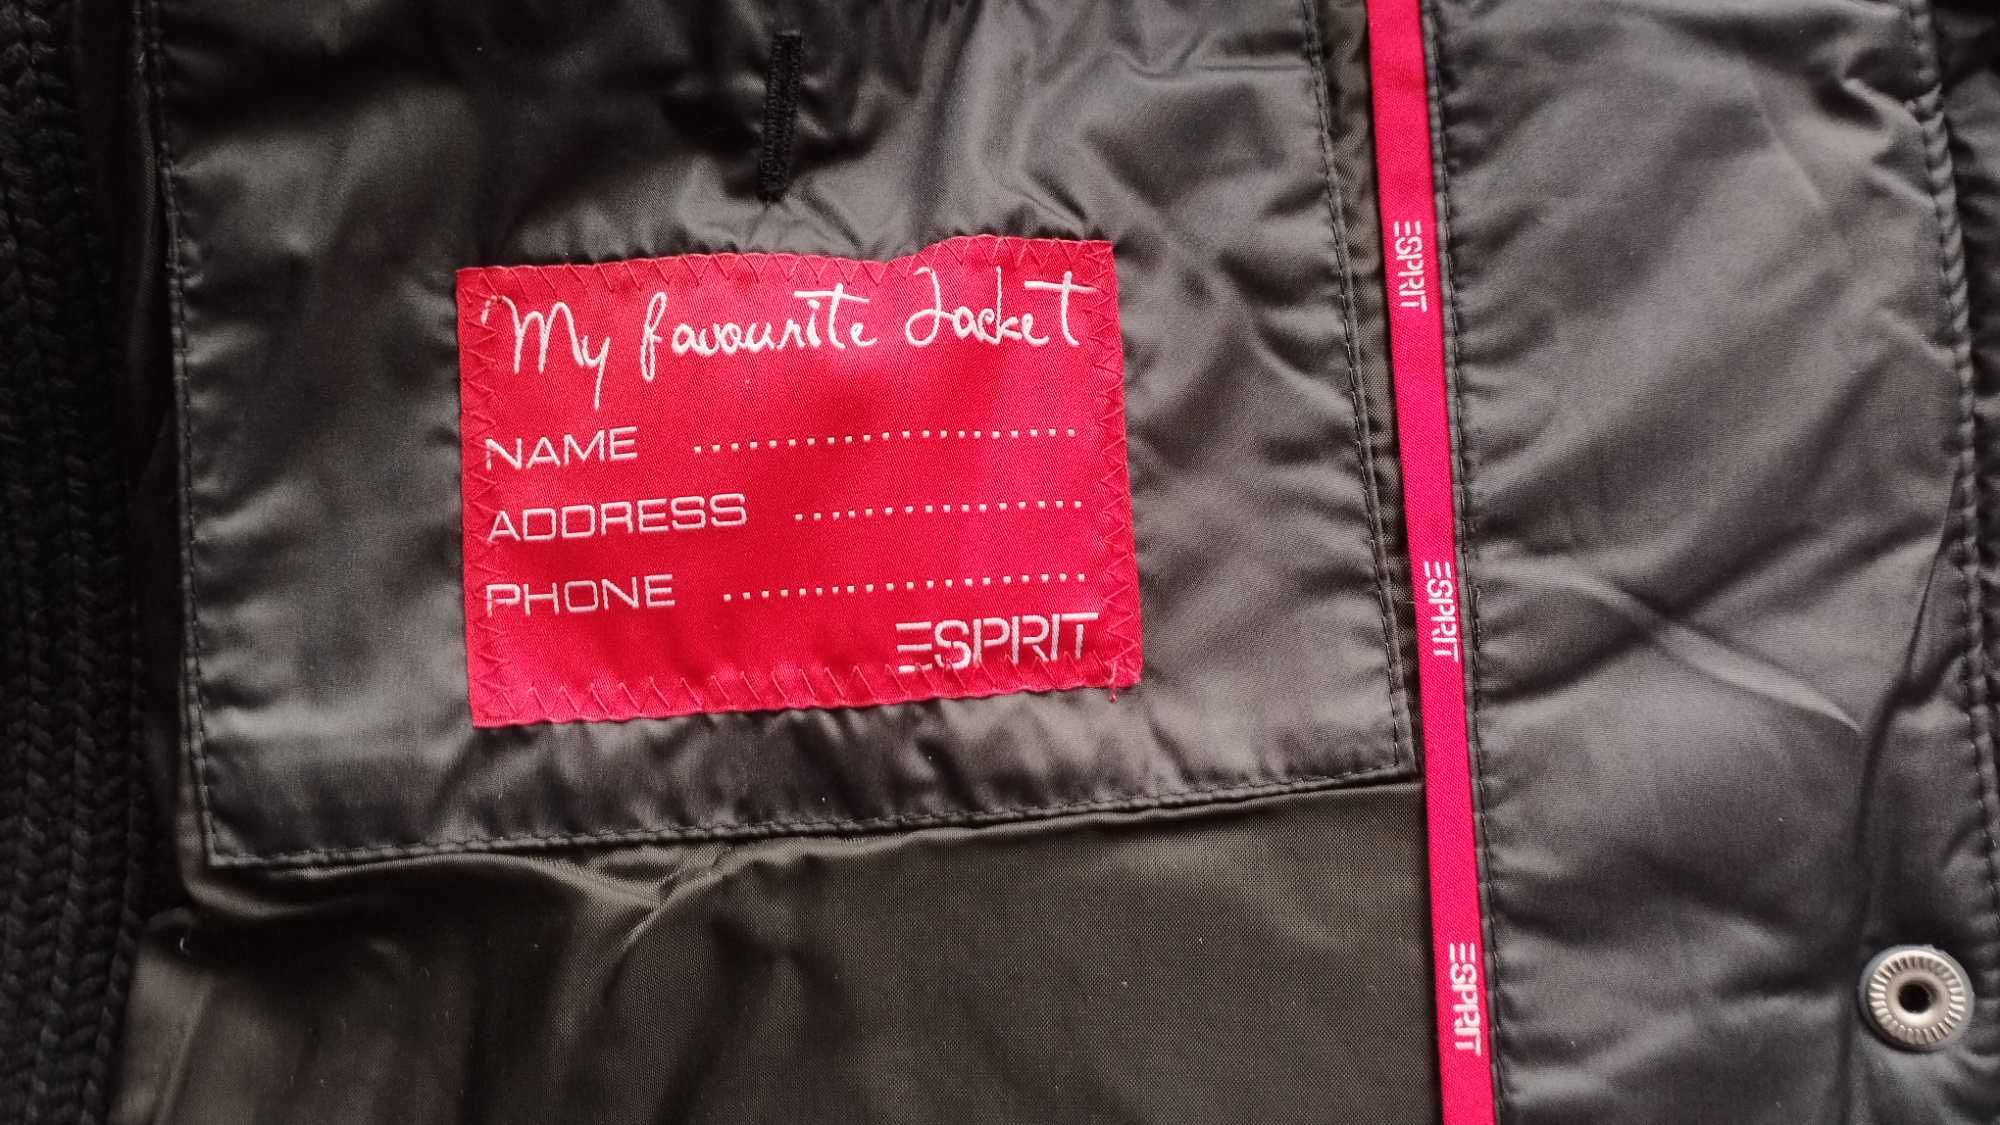 My favourite Jacket
NAME ....................
ADDRESS ...............
PHONE ...................
ESPRIT
ESPRIT
ESPRIT
ESPRIT